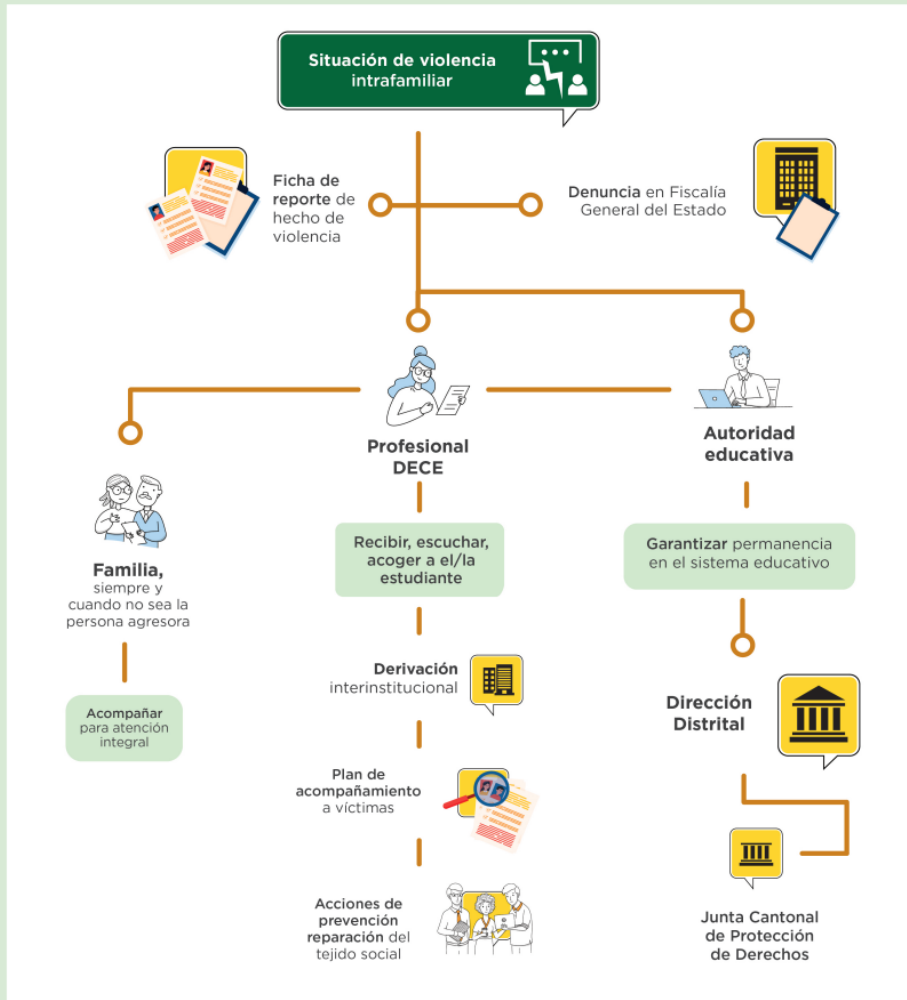 Situación de violencia
intrafamiliar
Ficha de
reporte de
hecho de
violencia
Denuncia en Fiscalía
General del Estado
Profesional
DECE
Autoridad
educativa
Familia,
siempre y
cuando no sea la
persona agresora
Recibir, escuchar,
acoger a el/la
estudiante
Garantizar permanencia
en el sistema educativo
Acompañar
para atención
integral
Derivación
interinstitucional
Dirección
Distrital
Plan de
acompañamiento
a víctimas
Acciones de
prevención
reparación del
tejido social
Junta Cantonal
de Protección
de Derechos